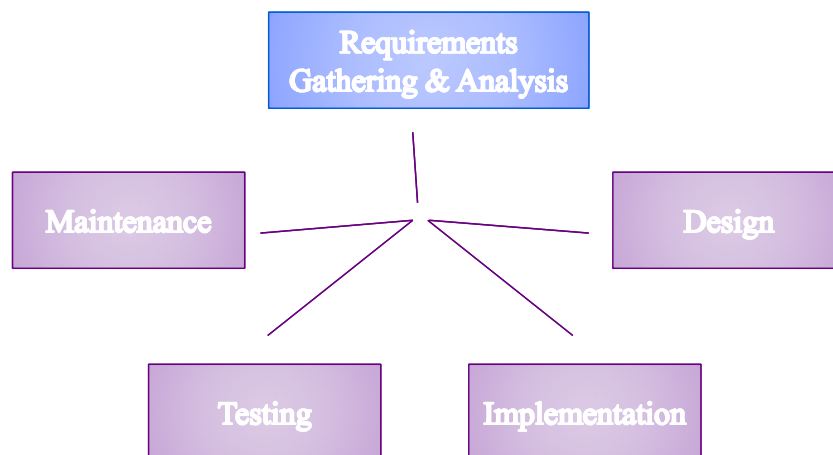 Requirements
Gathering & Analysis
Maintenance
Design
Testing
Implementation